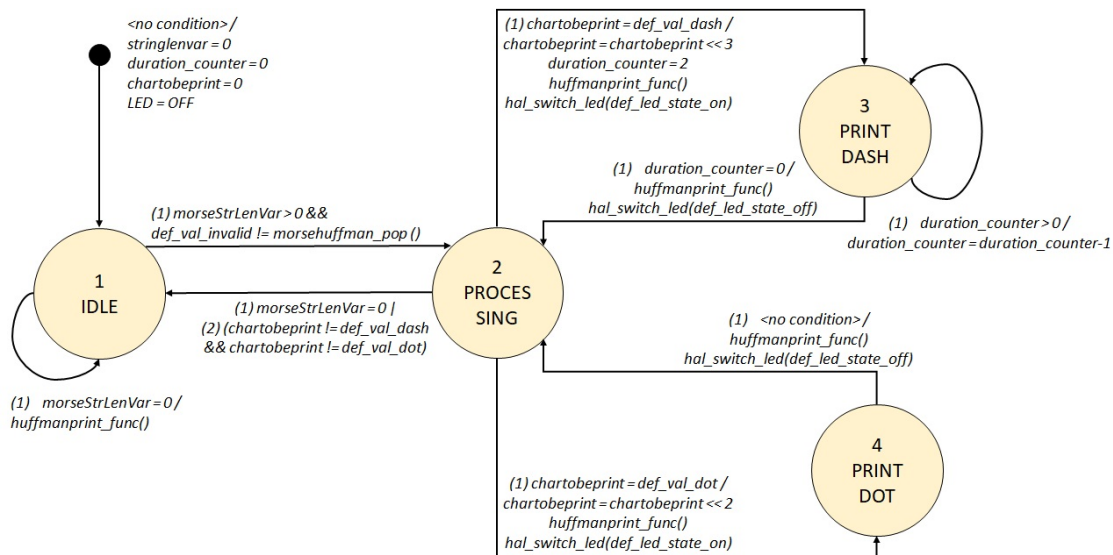 <no condition> /
stringlenvar = 0
duration_counter = 0
chartobeprint = 0
LED = OFF
(1) chartobeprint = def_val_dash /
chartobeprint = chartobeprint << 3
duration_counter = 2
huffmanprint_func()
hal_switch_led(def_led_state_on)
3
PRINT
DASH
(1) duration_counter = 0 /
huffmanprint_func()
hal_switch_led(def_led_state_off)
(1) duration_counter > 0 /
duration_counter = duration_counter-1
(1) morseStrLenVar > 0 &&
def_val_invalid != morsehuffman_pop ()
1
IDLE
2
PROCES
SING
(1) morseStrLenVar = 0 |
(2) (chartobeprint != def_val_dash
&& chartobeprint != def_val_dot)
(1) morseStrLenVar = 0 /
huffmanprint_func()
(1) <no condition> /
huffmanprint_func()
hal_switch_led(def_led_state_off)
4
PRINT
DOT
(1) chartobeprint = def_val_dot /
chartobeprint = chartobeprint << 2
huffmanprint_func()
hal_switch_led(def_led_state_on)